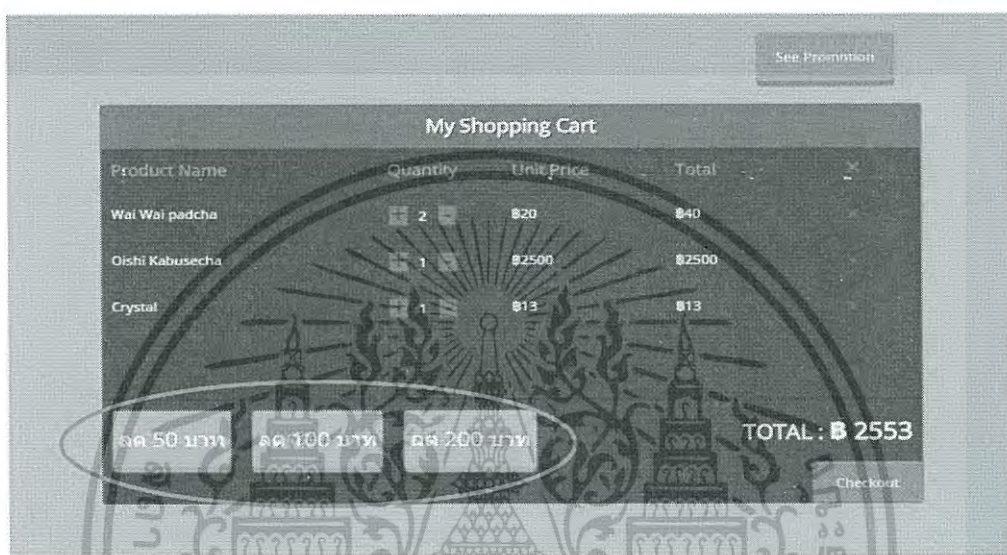 See Promotion
My Shopping Cart
Product Name Quantity Unit Price Total ×
Wai Wai padcha + 2 - ฿20 ฿40 ×
Oishi Kabusecha + 1 - ฿2500 ฿2500 ×
Crystal + 1 - ฿13 ฿13 ×
ลด 50 บาท ลด 100 บาท ลด 200 บาท
TOTAL : ฿ 2553
Checkout